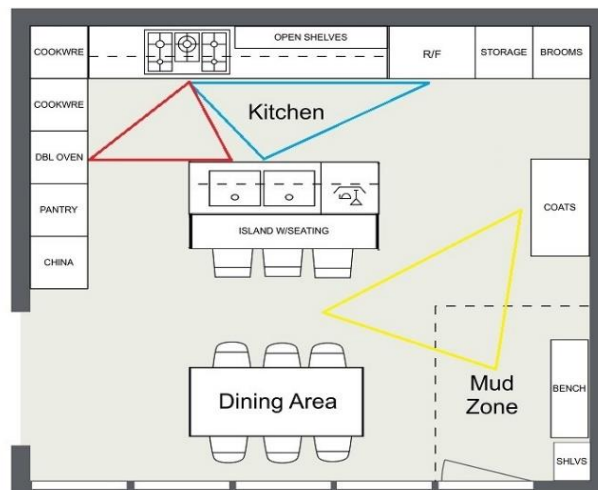 COOKWRE
OPEN SHELVES
R/F
STORAGE
BROOMS
COOKWRE
Kitchen
DBL OVEN
PANTRY
COATS
ISLAND W/SEATING
CHINA
Dining Area
Mud
Zone
BENCH
SHLVS